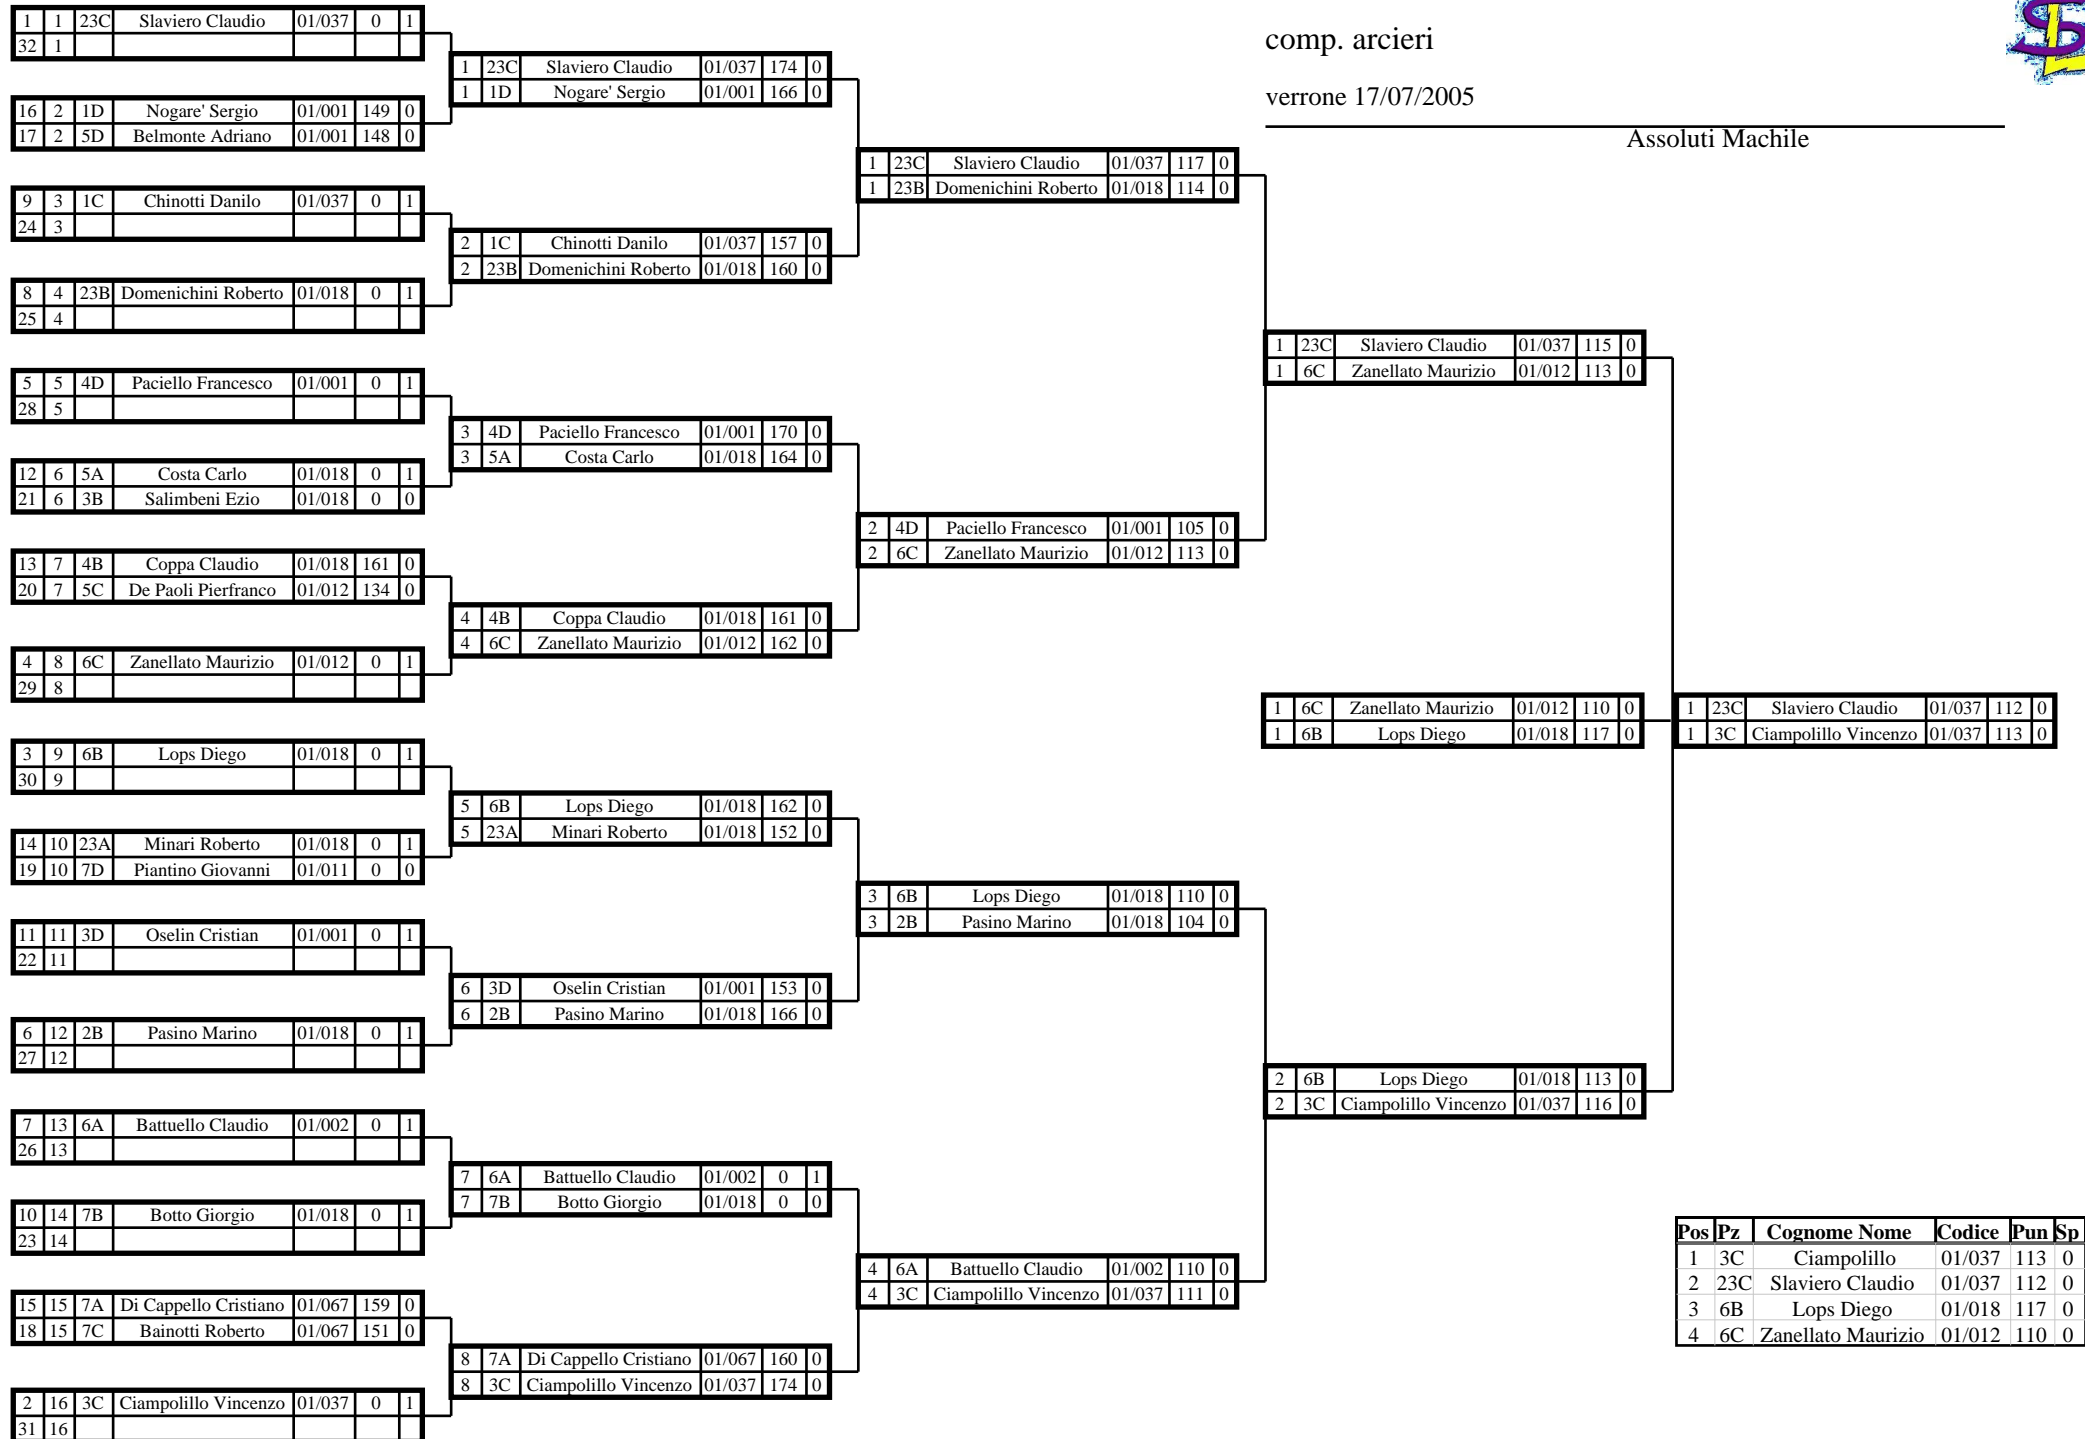 comp. arcieri
verrone 17/07/2005
Assoluti Machile
1 1 23C Slaviero Claudio 01/037 0 1
32 1
16 2 1D Nogare' Sergio 01/001 149 0
17 2 5D Belmonte Adriano 01/001 148 0
9 3 1C Chinotti Danilo 01/037 0 1
24 3
8 4 23B Domenichini Roberto 01/018 0 1
25 4
5 5 4D Paciello Francesco 01/001 0 1
28 5
12 6 5A Costa Carlo 01/018 0 1
21 6 3B Salimbeni Ezio 01/018 0 0
13 7 4B Coppa Claudio 01/018 161 0
20 7 5C De Paoli Pierfranco 01/012 134 0
4 8 6C Zanellato Maurizio 01/012 0 1
29 8
3 9 6B Lops Diego 01/018 0 1
30 9
14 10 23A Minari Roberto 01/018 0 1
19 10 7D Piantino Giovanni 01/011 0 0
11 11 3D Oselin Cristian 01/001 0 1
22 11
6 12 2B Pasino Marino 01/018 0 1
27 12
7 13 6A Battuello Claudio 01/002 0 1
26 13
10 14 7B Botto Giorgio 01/018 0 1
23 14
15 15 7A Di Cappello Cristiano 01/067 159 0
18 15 7C Bainotti Roberto 01/067 151 0
2 16 3C Ciampolillo Vincenzo 01/037 0 1
31 16
1 23C Slaviero Claudio 01/037 174 0
1 1D Nogare' Sergio 01/001 166 0
2 1C Chinotti Danilo 01/037 157 0
2 23B Domenichini Roberto 01/018 160 0
3 4D Paciello Francesco 01/001 170 0
3 5A Costa Carlo 01/018 164 0
4 4B Coppa Claudio 01/018 161 0
4 6C Zanellato Maurizio 01/012 162 0
5 6B Lops Diego 01/018 162 0
5 23A Minari Roberto 01/018 152 0
6 3D Oselin Cristian 01/001 153 0
6 2B Pasino Marino 01/018 166 0
7 6A Battuello Claudio 01/002 0 1
7 7B Botto Giorgio 01/018 0 0
8 7A Di Cappello Cristiano 01/067 160 0
8 3C Ciampolillo Vincenzo 01/037 174 0
1 23C Slaviero Claudio 01/037 117 0
1 23B Domenichini Roberto 01/018 114 0
2 4D Paciello Francesco 01/001 105 0
2 6C Zanellato Maurizio 01/012 113 0
3 6B Lops Diego 01/018 110 0
3 2B Pasino Marino 01/018 104 0
4 6A Battuello Claudio 01/002 110 0
4 3C Ciampolillo Vincenzo 01/037 111 0
1 23C Slaviero Claudio 01/037 115 0
1 6C Zanellato Maurizio 01/012 113 0
1 6C Zanellato Maurizio 01/012 110 0
1 6B Lops Diego 01/018 117 0
2 6B Lops Diego 01/018 113 0
2 3C Ciampolillo Vincenzo 01/037 116 0
1 23C Slaviero Claudio 01/037 112 0
1 3C Ciampolillo Vincenzo 01/037 113 0
Pos Pz Cognome Nome Codice Pun Sp
1 3C Ciampolillo 01/037 113 0
2 23C Slaviero Claudio 01/037 112 0
3 6B Lops Diego 01/018 117 0
4 6C Zanellato Maurizio 01/012 110 0